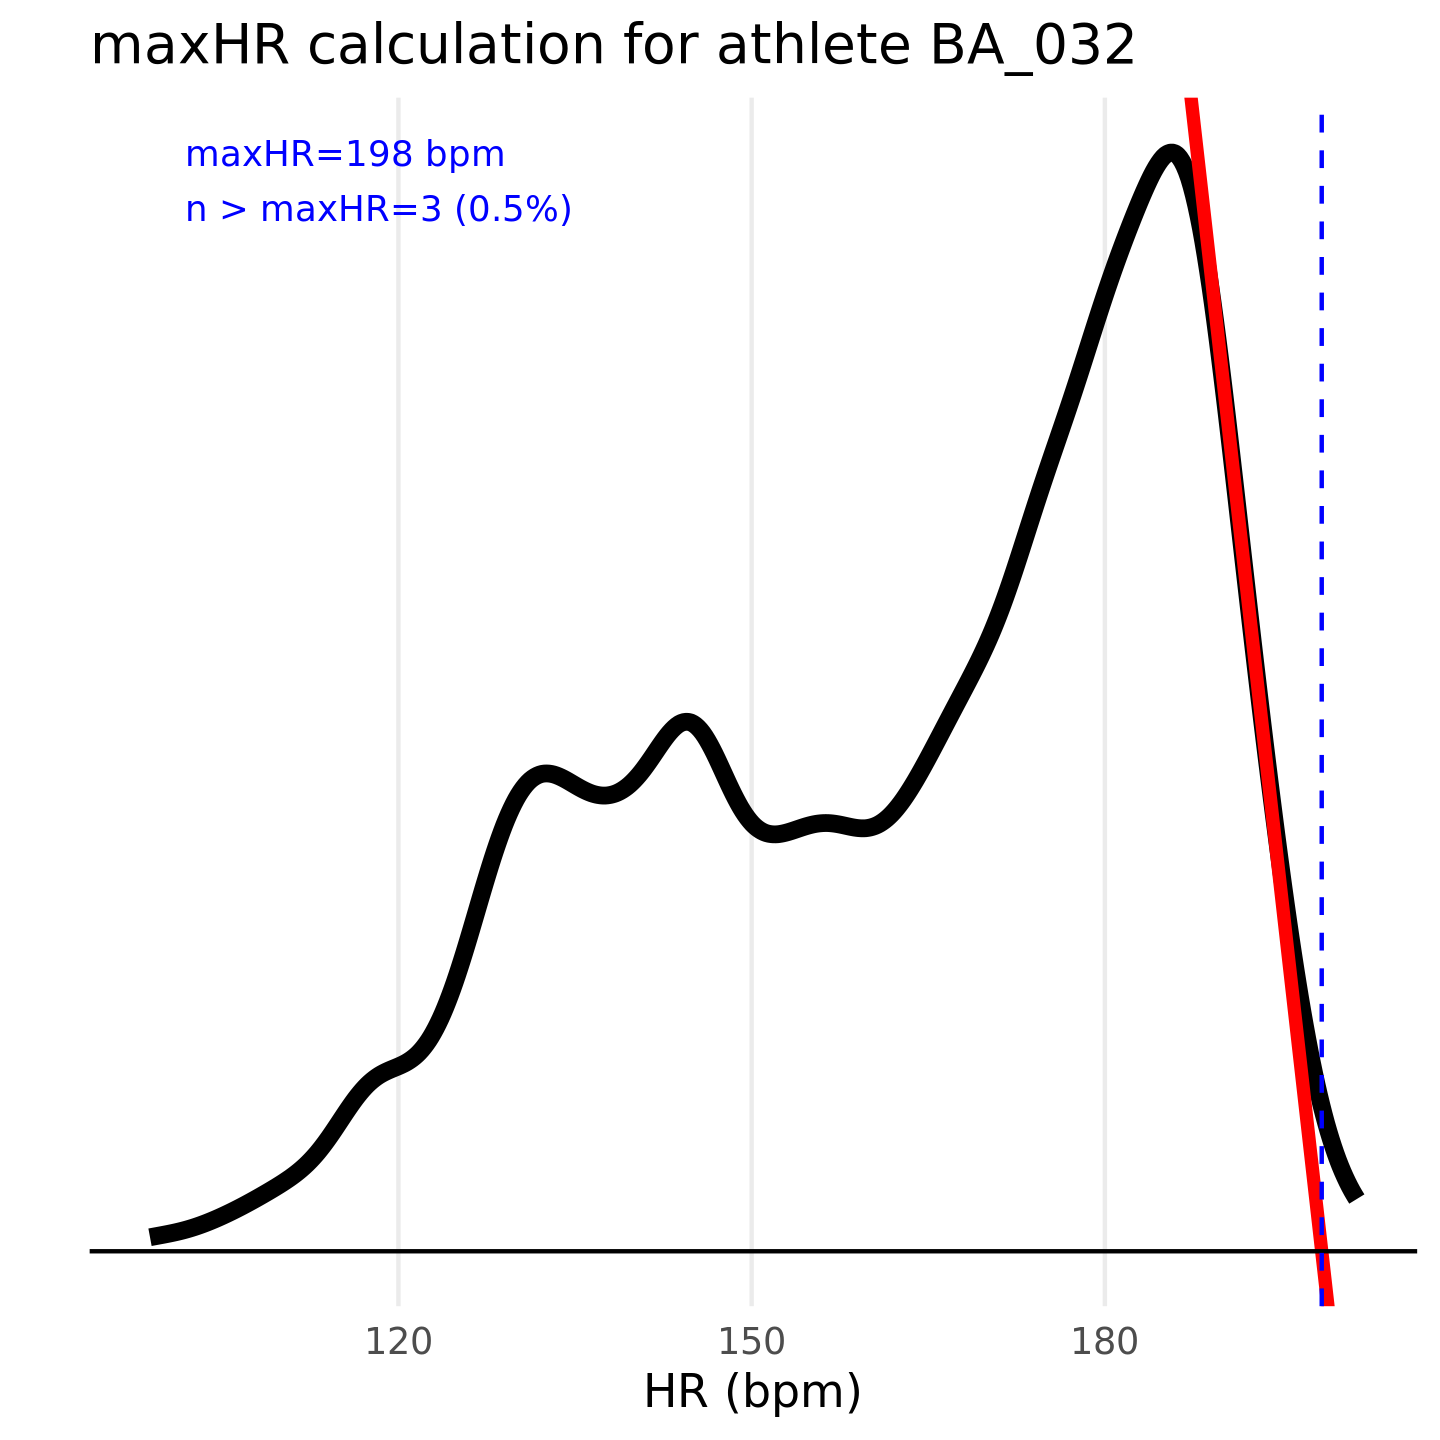 maxHR calculation for athlete BA_032
maxHR=198 bpm
n > maxHR=3 (0.5%)
120 150 180
HR (bpm)